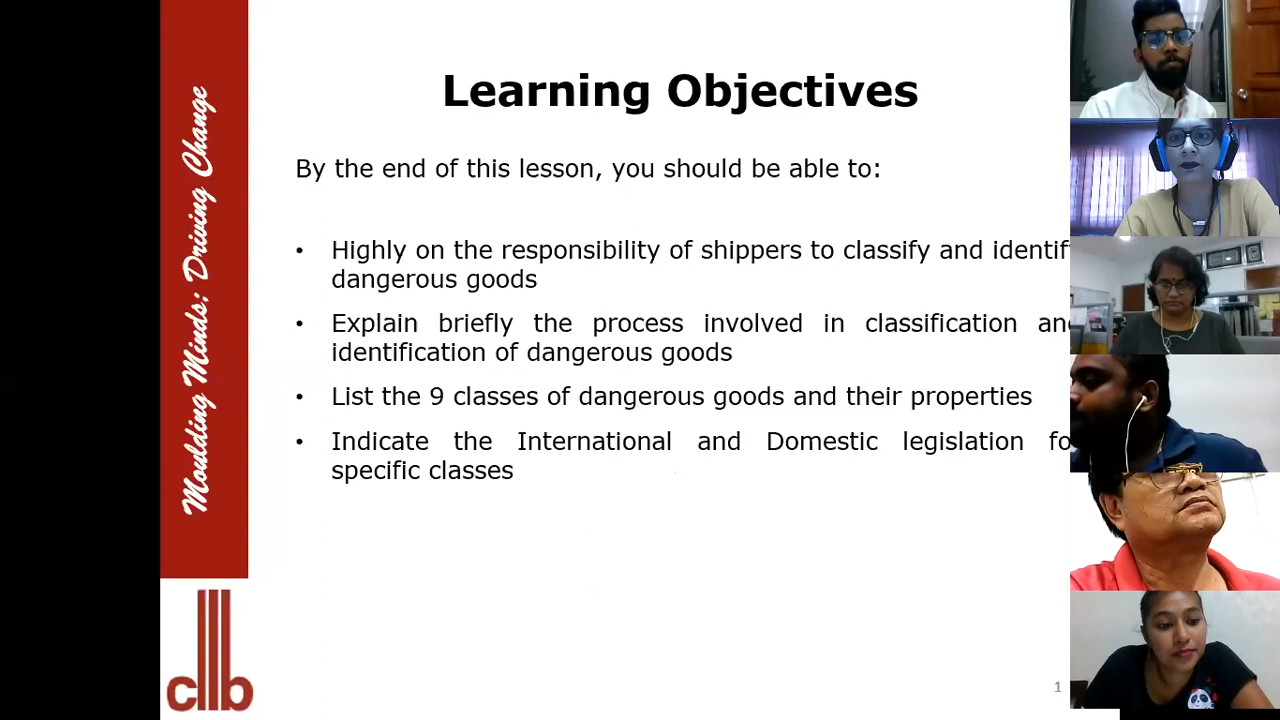 Moulding Minds; Driving Change
Learning Objectives
By the end of this lesson, you should be able to:
• Highly on the responsibility of shippers to classify and identif
dangerous goods
• Explain briefly the process involved in classification an
identification of dangerous goods
• List the 9 classes of dangerous goods and their properties
• Indicate the International and Domestic legislation fo
specific classes
cllb
1